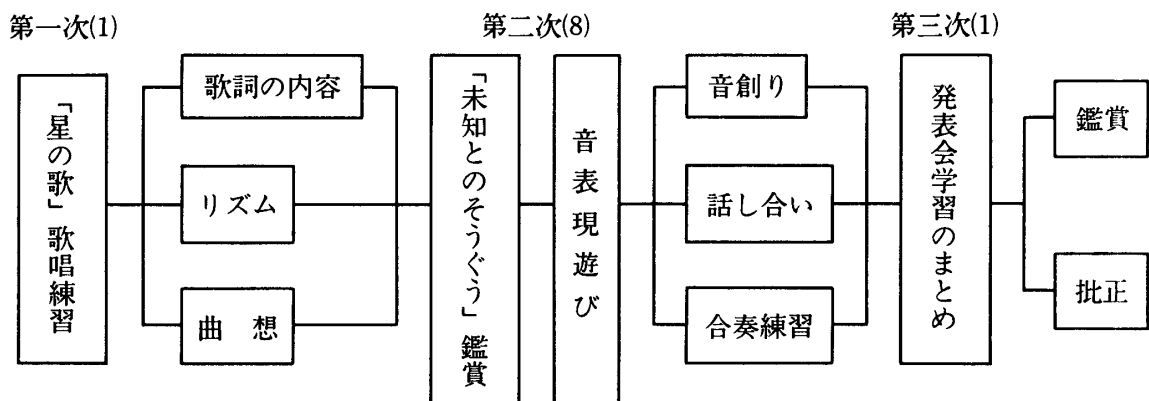 第一次(1)
第二次(8)
第三次(1)
「星の歌」歌唱練習
歌詞の内容
リズム
曲 想
「未知とのそうぐう」鑑賞
音表現遊び
音創り
話し合い
合奏練習
発表会学習のまとめ
鑑賞
批正